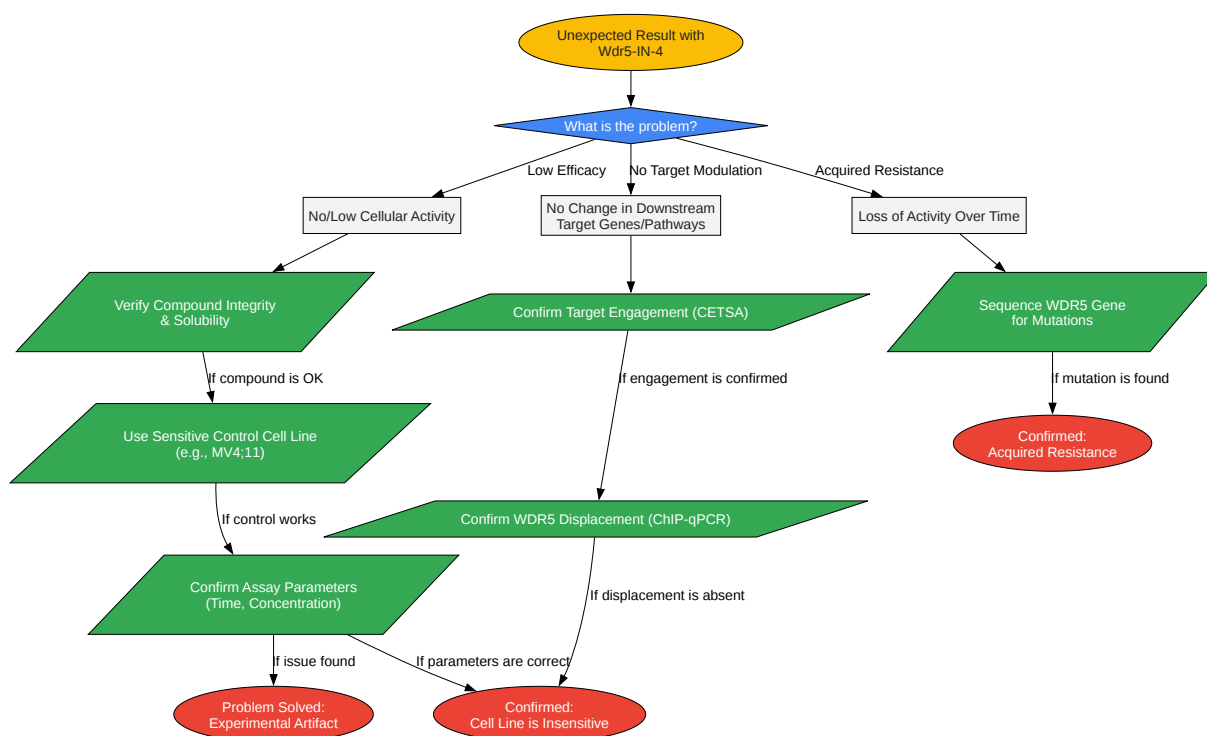 Unexpected Result with
Wdr5-IN-4
What is the problem?
Low Efficacy
No Target Modulation
Acquired Resistance
No/Low Cellular Activity
No Change in Downstream
Target Genes/Pathways
Loss of Activity Over Time
Verify Compound Integrity
& Solubility
Confirm Target Engagement (CETSA)
Sequence WDR5 Gene
for Mutations
If compound is OK
If engagement is confirmed
If mutation is found
Use Sensitive Control Cell Line
(e.g., MV4;11)
Confirmed:
Acquired Resistance
If control works
Confirm WDR5 Displacement (ChIP-qPCR)
Confirm Assay Parameters
(Time, Concentration)
If displacement is absent
If issue found
If parameters are correct
Problem Solved:
Experimental Artifact
Confirmed:
Cell Line is Insensitive